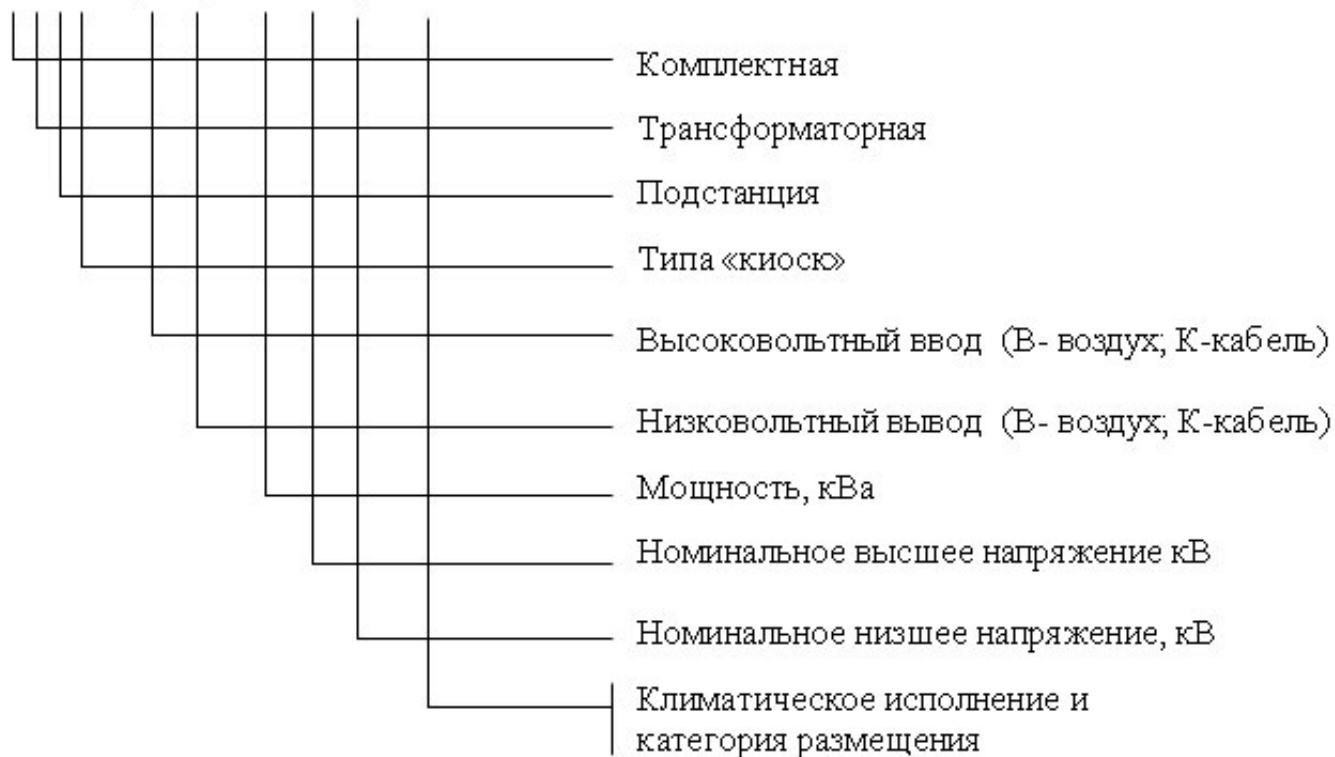 Комплектная
Трансформаторная
Подстанция
Типа «киоск»
Высоковольтный ввод (В- воздух; К-кабель)
Низковольтный вывод (В- воздух; К-кабель)
Мощность, кВа
Номинальное высшее напряжение кВ
Номинальное низшее напряжение, кВ
Климатическое исполнение и
категория размещения